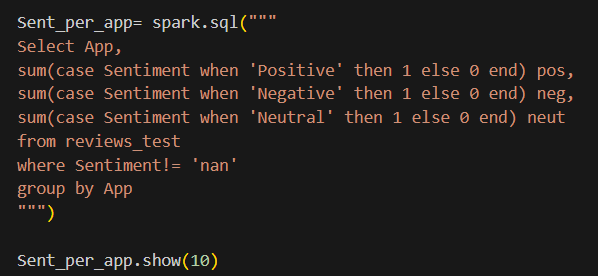 Sent_per_app= spark.sql("""
Select App,
sum(case Sentiment when 'Positive' then 1 else 0 end) pos,
sum(case Sentiment when 'Negative' then 1 else 0 end) neg,
sum(case Sentiment when 'Neutral' then 1 else 0 end) neut
from reviews_test
where Sentiment!= 'nan'
group by App
""")
Sent_per_app.show(10)